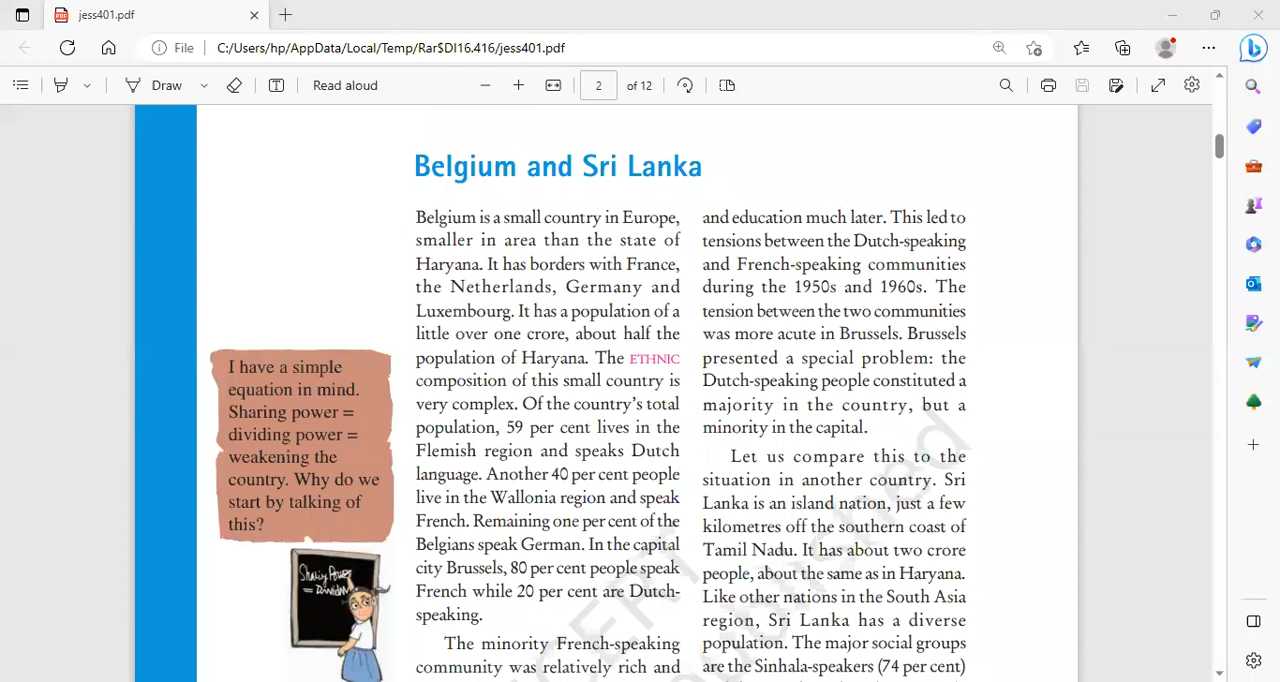 jess401.pdf
File
C:/Users/hp/AppData/Local/Temp/Rar$DI16.416/jess401.pdf
Draw
Read aloud
2
of 12
Belgium and Sri Lanka
I have a simple
equation in mind.
Sharing power =
dividing power =
weakening the
country. Why do we
start by talking of
this?
Sharing Power
= Dividin
Belgium is a small country in Europe,
smaller in area than the state of
Haryana. It has borders with France,
the Netherlands, Germany and
Luxembourg. It has a population of a
little over one crore, about half the
population of Haryana. The ETHNIC
composition of this small country is
very complex. Of the country's total
population, 59 per cent lives in the
Flemish region and speaks Dutch
language. Another 40 per cent people
live in the Wallonia region and speak
French. Remaining one per cent of the
Belgians speak German. In the capital
city Brussels, 80 per cent people speak
French while 20 per cent are Dutch-
speaking.
The minority French-speaking
community was relatively rich and
and education much later. This led to
tensions between the Dutch-speaking
and French-speaking communities
during the 1950s and 1960s. The
tension between the two communities
was more acute in Brussels. Brussels
presented a special problem: the
Dutch-speaking people constituted a
majority in the country, but a
minority in the capital.
Let us compare this to the
situation in another country. Sri
Lanka is an island nation, just a few
kilometres off the southern coast of
Tamil Nadu. It has about two crore
people, about the same as in Haryana.
Like other nations in the South Asia
region, Sri Lanka has a diverse
population. The major social groups
are the Sinhala-speakers (74 per cent)